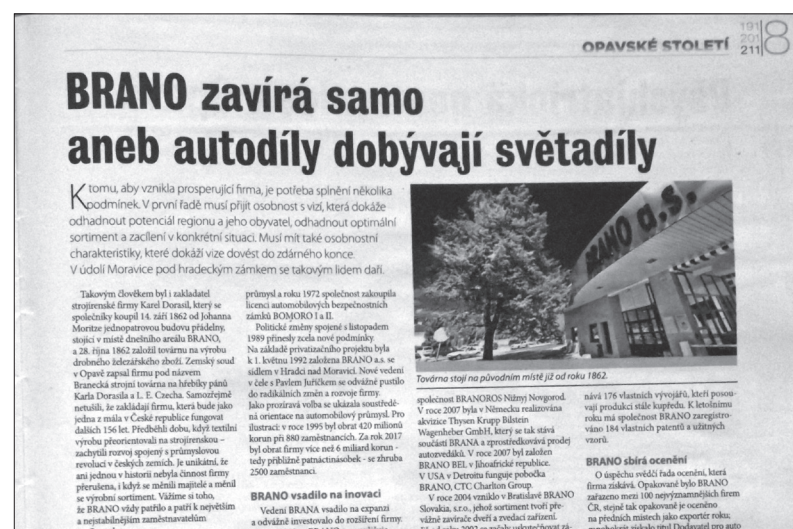 OPAVSKÉ STOLETÍ
191
201
211
8
BRANO zavírá samo
aneb autodíly dobývají světadíly
K tomu, aby vznikla prosperující firma, je potřeba splnění několika
podmínek. V první řadě musí přijít osobnost s vizí, která dokáže
odhadnout potenciál regionu a jeho obyvatel, odhadnout optimální
sortiment a zacílení v konkrétní situaci. Musí mít také osobnostní
charakteristiky, které dokáží vize dovést do zdárného konce.
V údolí Moravice pod hradeckým zámkem se takovým lidem daří.
Takovým člověkem byl i zakladatel
strojírenské firmy Karel Dorasil, který se
společníky koupil 14. září 1862 od Johanna
Moritze jednopatrovou budovu přádelny,
stojící v místě dnešního areálu BRANO,
a 28. října 1862 založil továrnu na výrobu
drobného železářského zboží. Zemský soud
v Opavě zapsal firmu pod názvem
Branecká strojní továrna na hřebíky pánů
Karla Dorasila a L. E. Czecha. Samozřejmě
netušili, že zakládají firmu, která bude jako
jedna z mála v České republice fungovat
dalších 156 let. Předběhli dobu, když textilní
výrobu přeorientovali na strojírenskou –
zachytili rozvoj spojený s průmyslovou
revolucí v českých zemích. Je unikátní, že
ani jednou v historii nebyla činnost firmy
přerušena, i když se měnili majitelé a měnil
se výrobní sortiment. Važíme si toho,
že BRANO vždy patřilo a patří k největším
a nejstabilnějším zaměstnavatelům
průmysl a roku 1972 společnost zakoupila
licenci automobilových bezpečnostních
zámků BOMORO I a II.
Politické změny spojené s listopadem
1989 přinesly zcela nové podmínky.
Na základě privatizačního projektu byla
k 1. květnu 1992 založena BRANO a.s. se
sídlem v Hradci nad Moravicí. Nové vedení
v čele s Pavlem Juříčkem se odvážně pustilo
do radikálních změn a rozvoje firmy.
Jako prozíravá volba se ukázala soustředě-
ná orientace na automobilový průmysl. Pro
ilustraci: v roce 1995 byl obrat 420 milionů
korun při 880 zaměstnancích. Za rok 2017
byl obrat firmy více než 6 miliard korun -
tedy přibližně patnáctinásobek - se zhruba
2500 zaměstnanci.
BRANO vsadilo na inovaci
Vedení BRANA vsadilo na expanzi
a odvážně investovalo do rozšíření firmy.
BRANO a.s.
Továrna stojí na původním místě již od roku 1862.
společnost BRANOROS Nižnyj Novgorod.
V roce 2007 byla v Německu realizována
akvizice Thysen Krupp Bilstein
Wagenheber GmbH, který se tak stává
součástí BRANA a zprostředkovává prodej
autozvedáků. V roce 2007 byl založen
BRANO BEL v Jihoafrické republice.
V USA v Detroitu funguje pobočka
BRANO, CTC Charlton Group.
V roce 2004 vzniklo v Bratislavě BRANO
Slovakia, s.r.o., jehož sortiment tvoří pře-
vážně zavírače dveří a zvedací zařízení.
nává 176 vlastních vývojářů, kteří posou-
vají produkci stále kupředu. K letošnímu
roku má společnost BRANO zaregistro-
váno 184 vlastních patentů a užitných
vzorů.
BRANO sbírá ocenění
O úspěchu svědčí řada ocenění, která
firma získává. Opakovaně bylo BRANO
zařazeno mezi 100 nejvýznamnějších firem
ČR, stejně tak opakovaně je oceněno
na předních místech jako exportér roku;